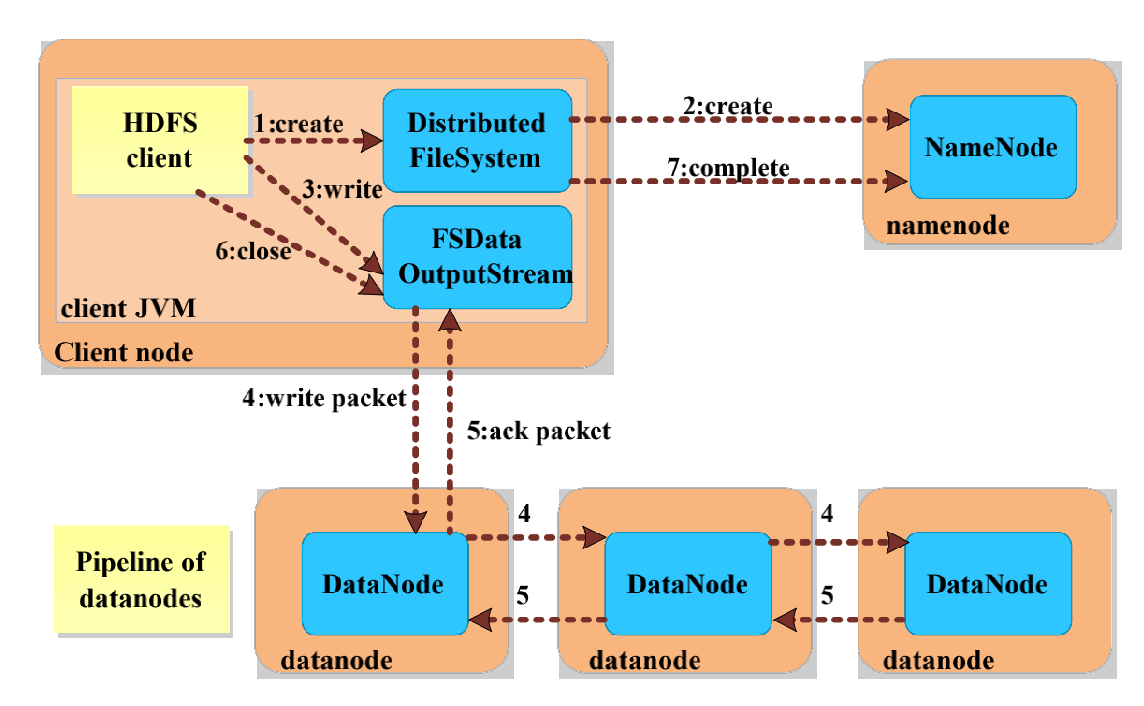 HDFS
client
1:create
Distributed
FileSystem
2:create
NameNode
7:complete
namenode
3:write
6:close
FSData
OutputStream
client JVM
Client node
4:write packet
5:ack packet
Pipeline of
datanodes
DataNode
datanode
4
5
DataNode
datanode
4
5
DataNode
datanode